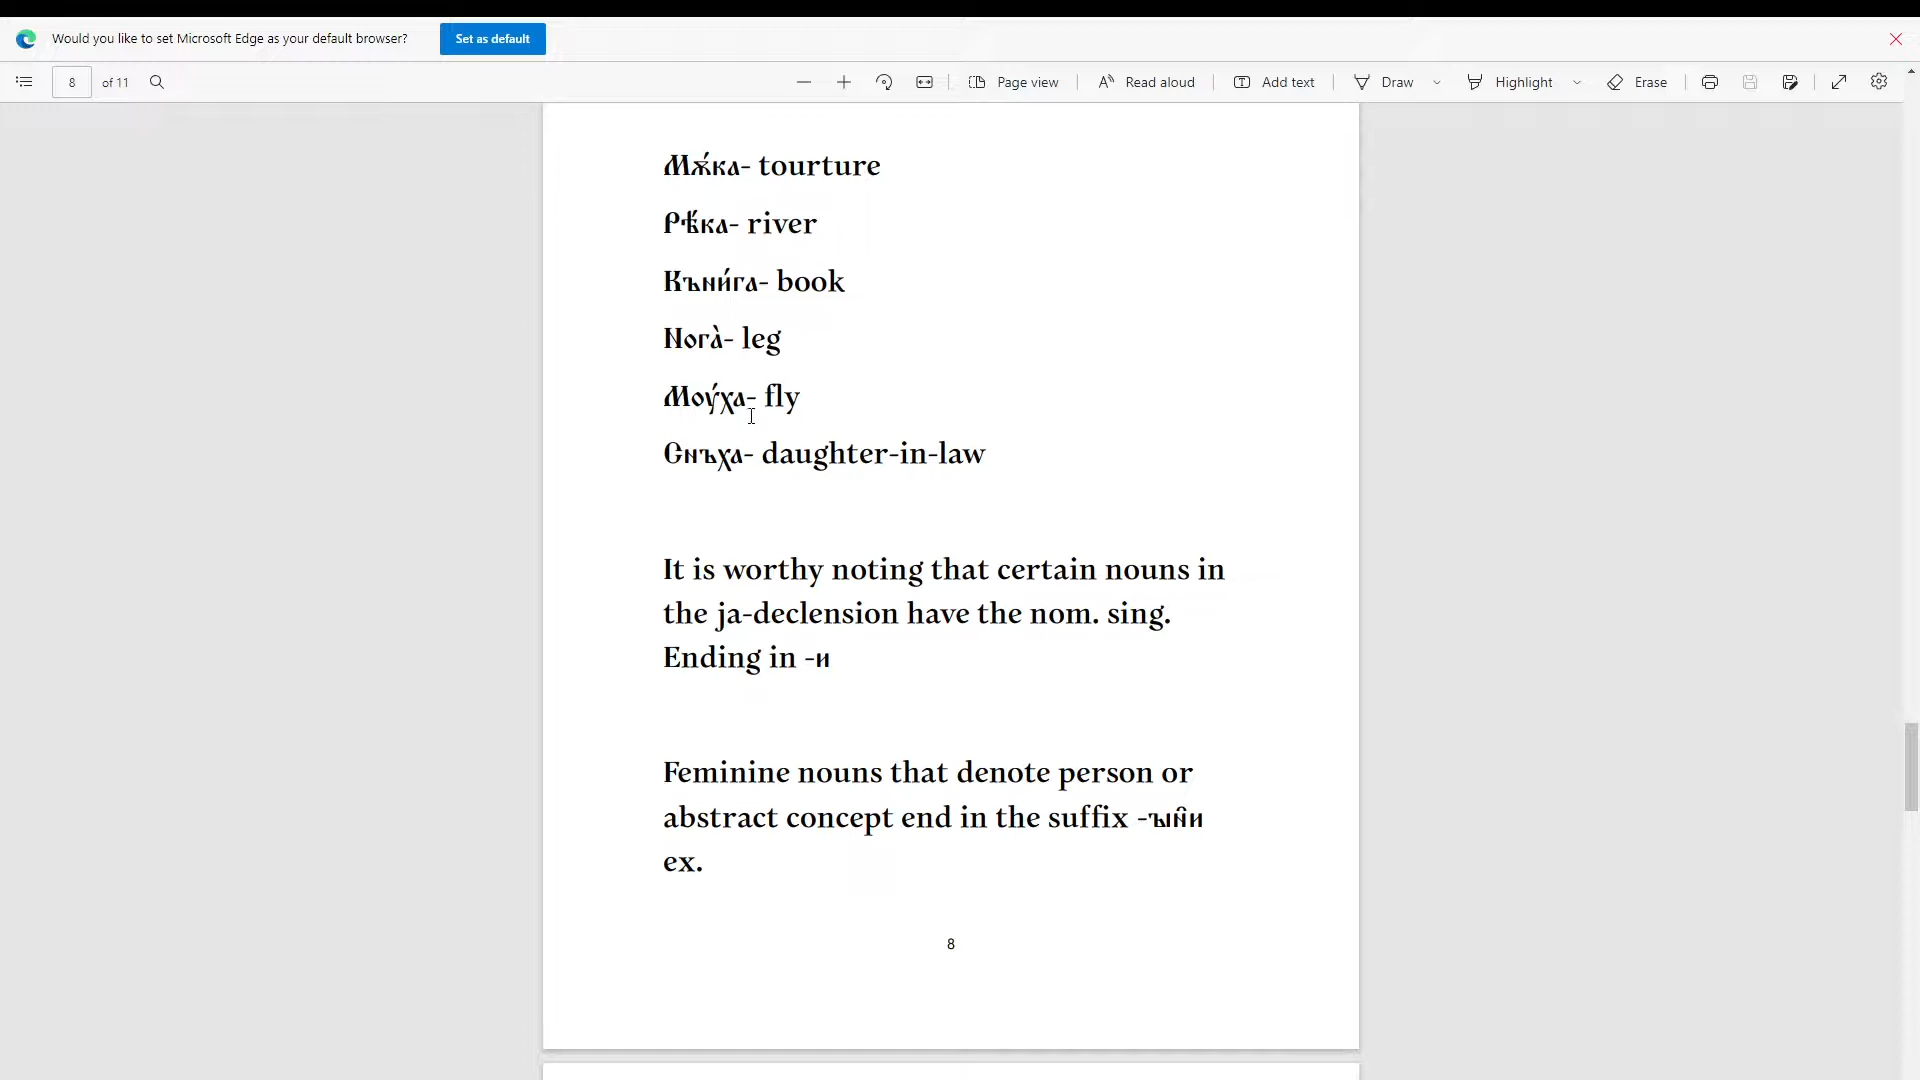 Would you like to set Microsoft Edge as your default browser? Set as default
8 of 11 Page view Read aloud Add text Draw Highlight Erase
Мѫ́ка- tourture
Рѣ́ка- river
Кънѝга- book
Ногà- leg
Моу́ха- fly
Снъха- daughter-in-law
It is worthy noting that certain nouns in
the ja-declension have the nom. sing.
Ending in -и
Feminine nouns that denote person or
abstract concept end in the suffix -ъін҄и
ex.
8